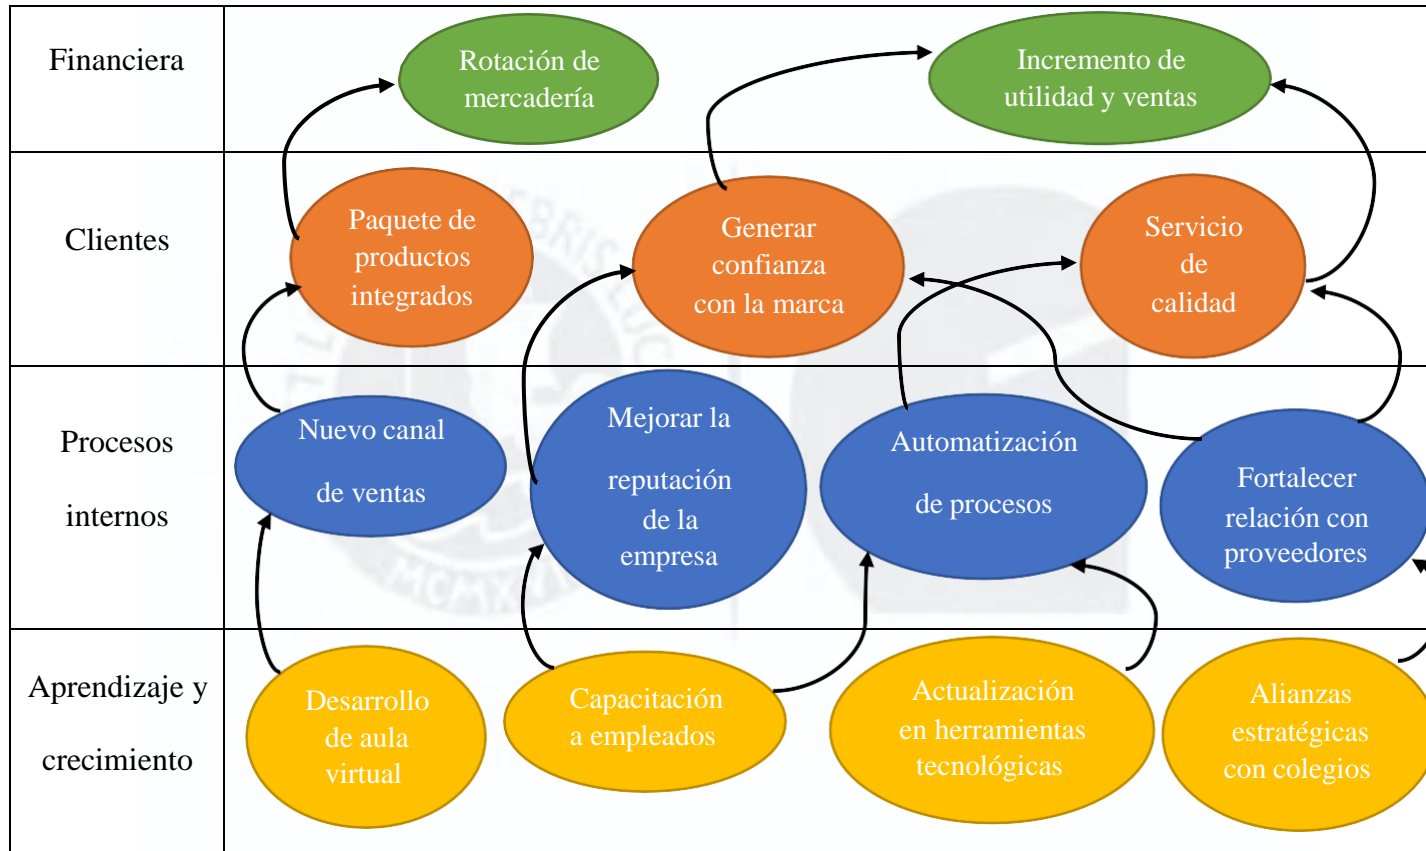 Financiera
Rotación de
mercadería
Incremento de
utilidad y ventas
Clientes
Paquete de
productos
integrados
Generar
confianza
con la marca
Servicio
de
calidad
Procesos
internos
Nuevo canal
de ventas
Mejorar la
reputación
de la
empresa
Automatización
de procesos
Fortalecer
relación con
proveedores
Aprendizaje y
crecimiento
Desarrollo
de aula
virtual
Capacitación
a empleados
Actualización
en herramientas
tecnológicas
Alianzas
estratégicas
con colegios